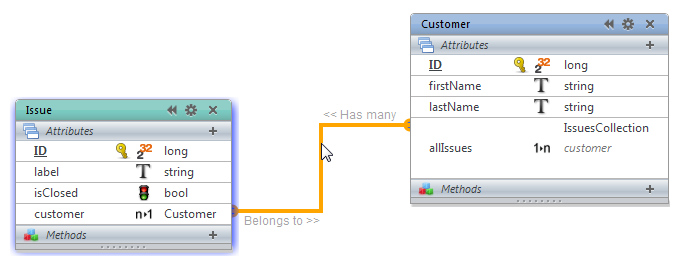 Customer
Attributes
ID 2 32 long
firstName T string
lastName T string
allIssues 1▸n IssuesCollection
customer
Methods
<< Has many
Issue
Attributes
ID 2 32 long
label T string
isClosed bool
customer n▸1 Customer
Methods
Belongs to >>